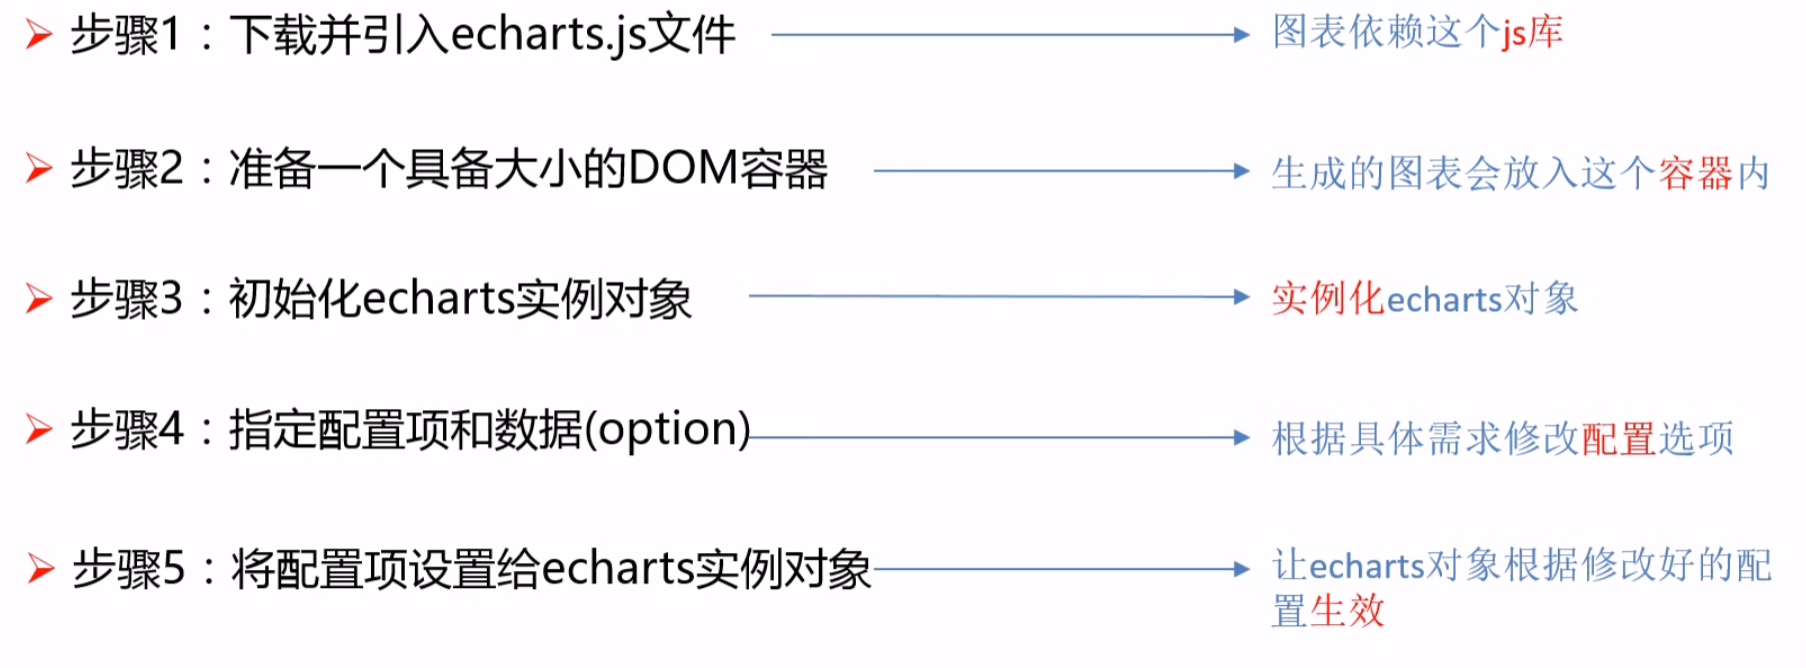 步骤1：下载并引入echarts.js文件
图表依赖这个js库
步骤2：准备一个具备大小的DOM容器
生成的图表会放入这个容器内
步骤3：初始化echarts实例对象
实例化echarts对象
步骤4：指定配置项和数据(option)
根据具体需求修改配置选项
步骤5：将配置项设置给echarts实例对象
让echarts对象根据修改好的配
置生效